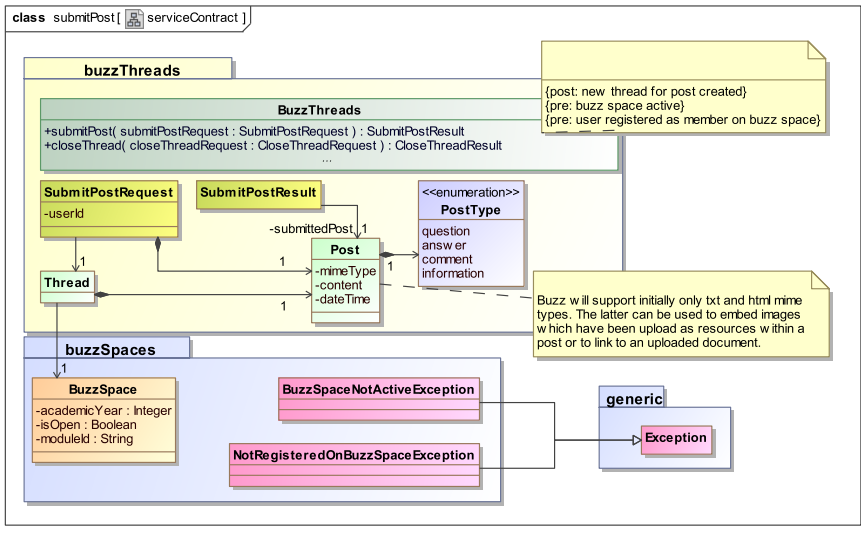 class submitPost[ serviceContract ]
buzzThreads
{post: new thread for post created}
{pre: buzz space active}
{pre: user registered as member on buzz space}
BuzzThreads
+submitPost( submitPostRequest : SubmitPostRequest ) : SubmitPostResult
+closeThread( closeThreadRequest : CloseThreadRequest ) : CloseThreadResult
...
SubmitPostRequest
-userId
SubmitPostResult
<<enumeration>>
PostType
question
answer
comment
information
-submittedPost
1
Post
-mimeType
-content
-dateTime
1
1
1
Thread
1
Buzz will support initially only txt and html mime
types. The latter can be used to embed images
which have been upload as resources within a
post or to link to an uploaded document.
buzzSpaces
1
BuzzSpace
-academicYear : Integer
-isOpen : Boolean
-moduleId : String
BuzzSpaceNotActiveException
NotRegisteredOnBuzzSpaceException
generic
Exception